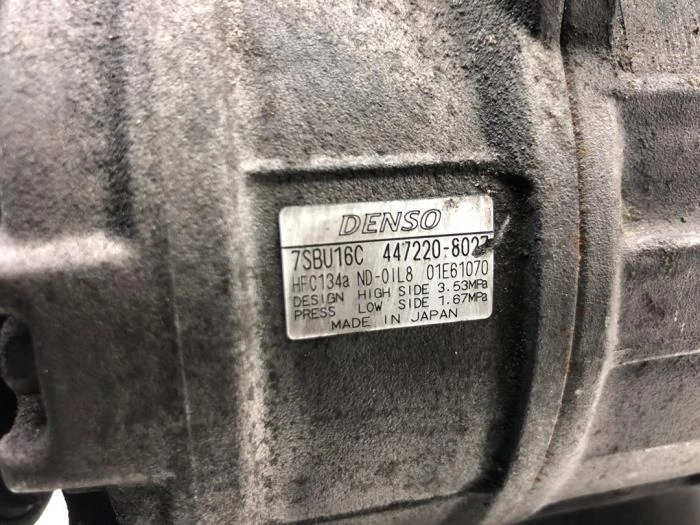 DENSO
7SBU16C 447220-8027
HFC134a ND-OIL8 01E61070
DESIGN HIGH SIDE 3.53MPa
PRESS LOW SIDE 1.67MPa
MADE IN JAPAN